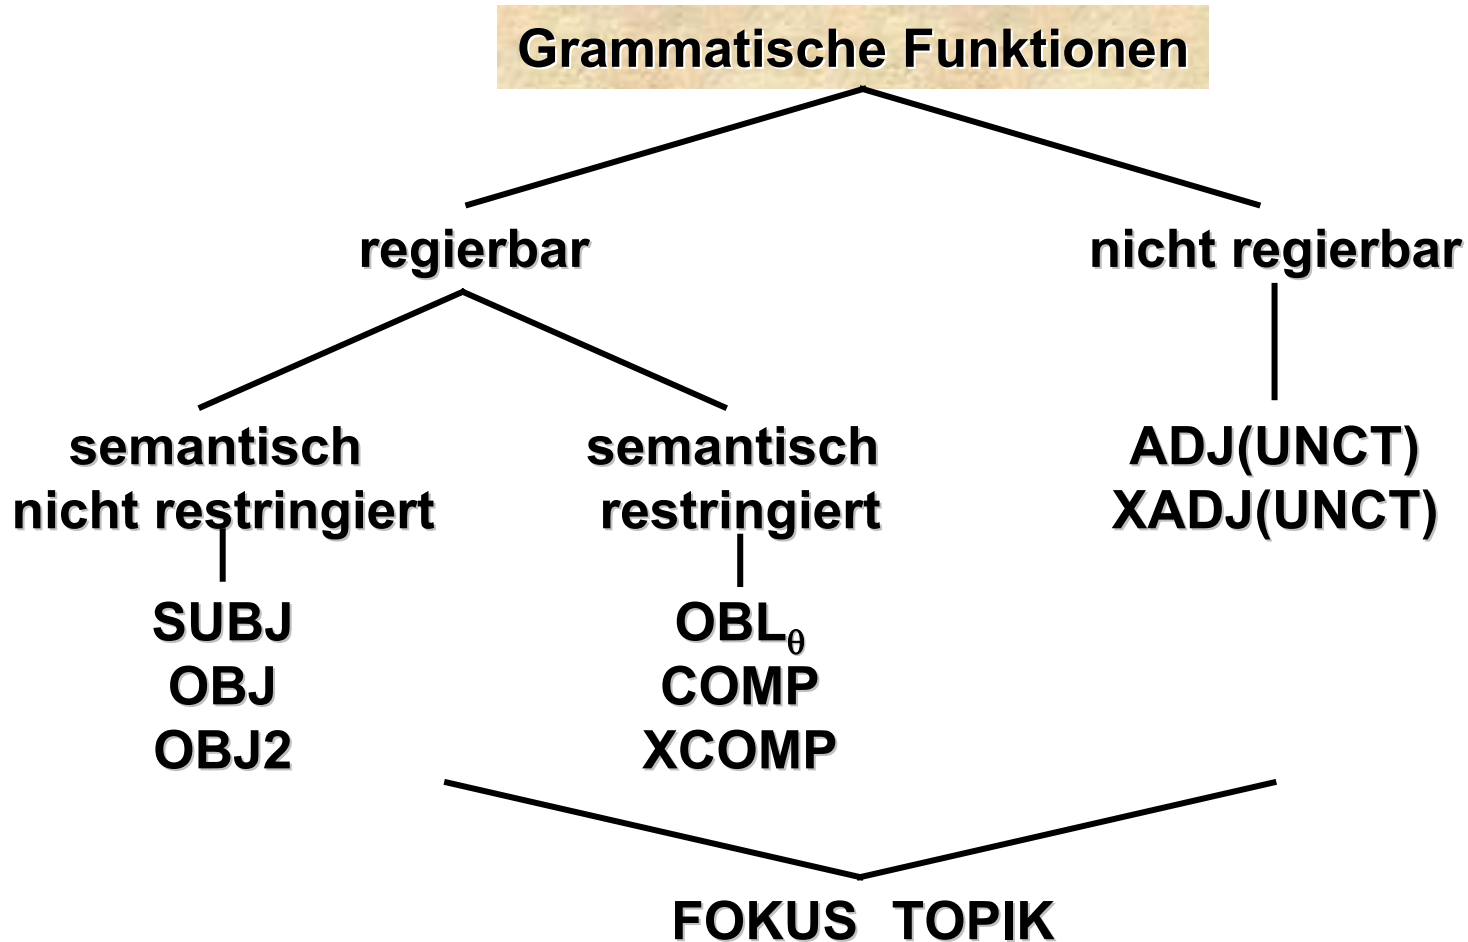 Grammatische Funktionen
regierbar
nicht regierbar
semantisch
nicht restringiert
semantisch
restringiert
ADJ(UNCT)
XADJ(UNCT)
SUBJ
OBJ
OBJ2
OBLθ
COMP
XCOMP
FOKUS TOPIK